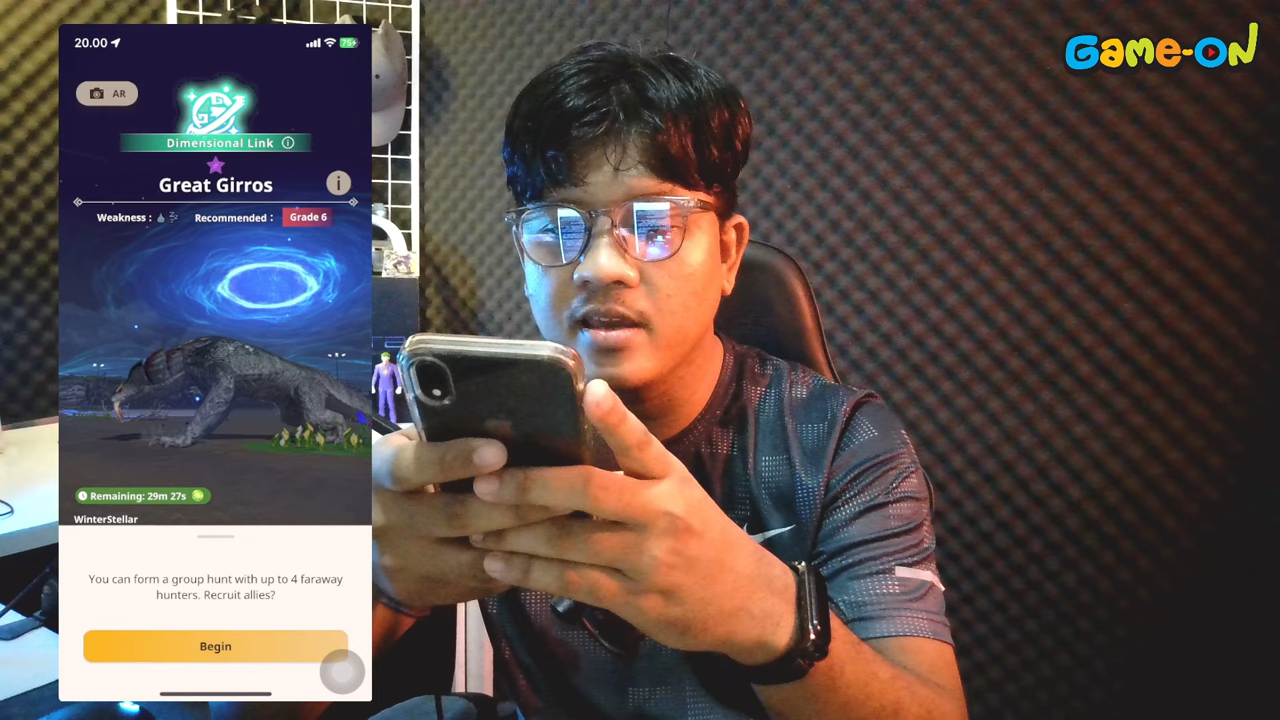 20.00
75
AR
GAME-ON
Dimensional Link
Great Girros
Weakness :
Recommended :
Grade 6
Remaining: 29m 27s
WinterStellar
You can form a group hunt with up to 4 faraway
hunters. Recruit allies?
Begin